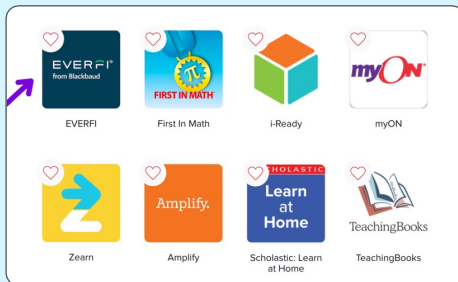 EVERFI
from Blackbaud
FIRST IN MATH
myON
EVERFI
First In Math
i-Ready
myON
Amplify.
SCHOLASTIC
Learn
at
Home
TeachingBooks
Zearn
Amplify
Scholastic: Learn
at Home
TeachingBooks